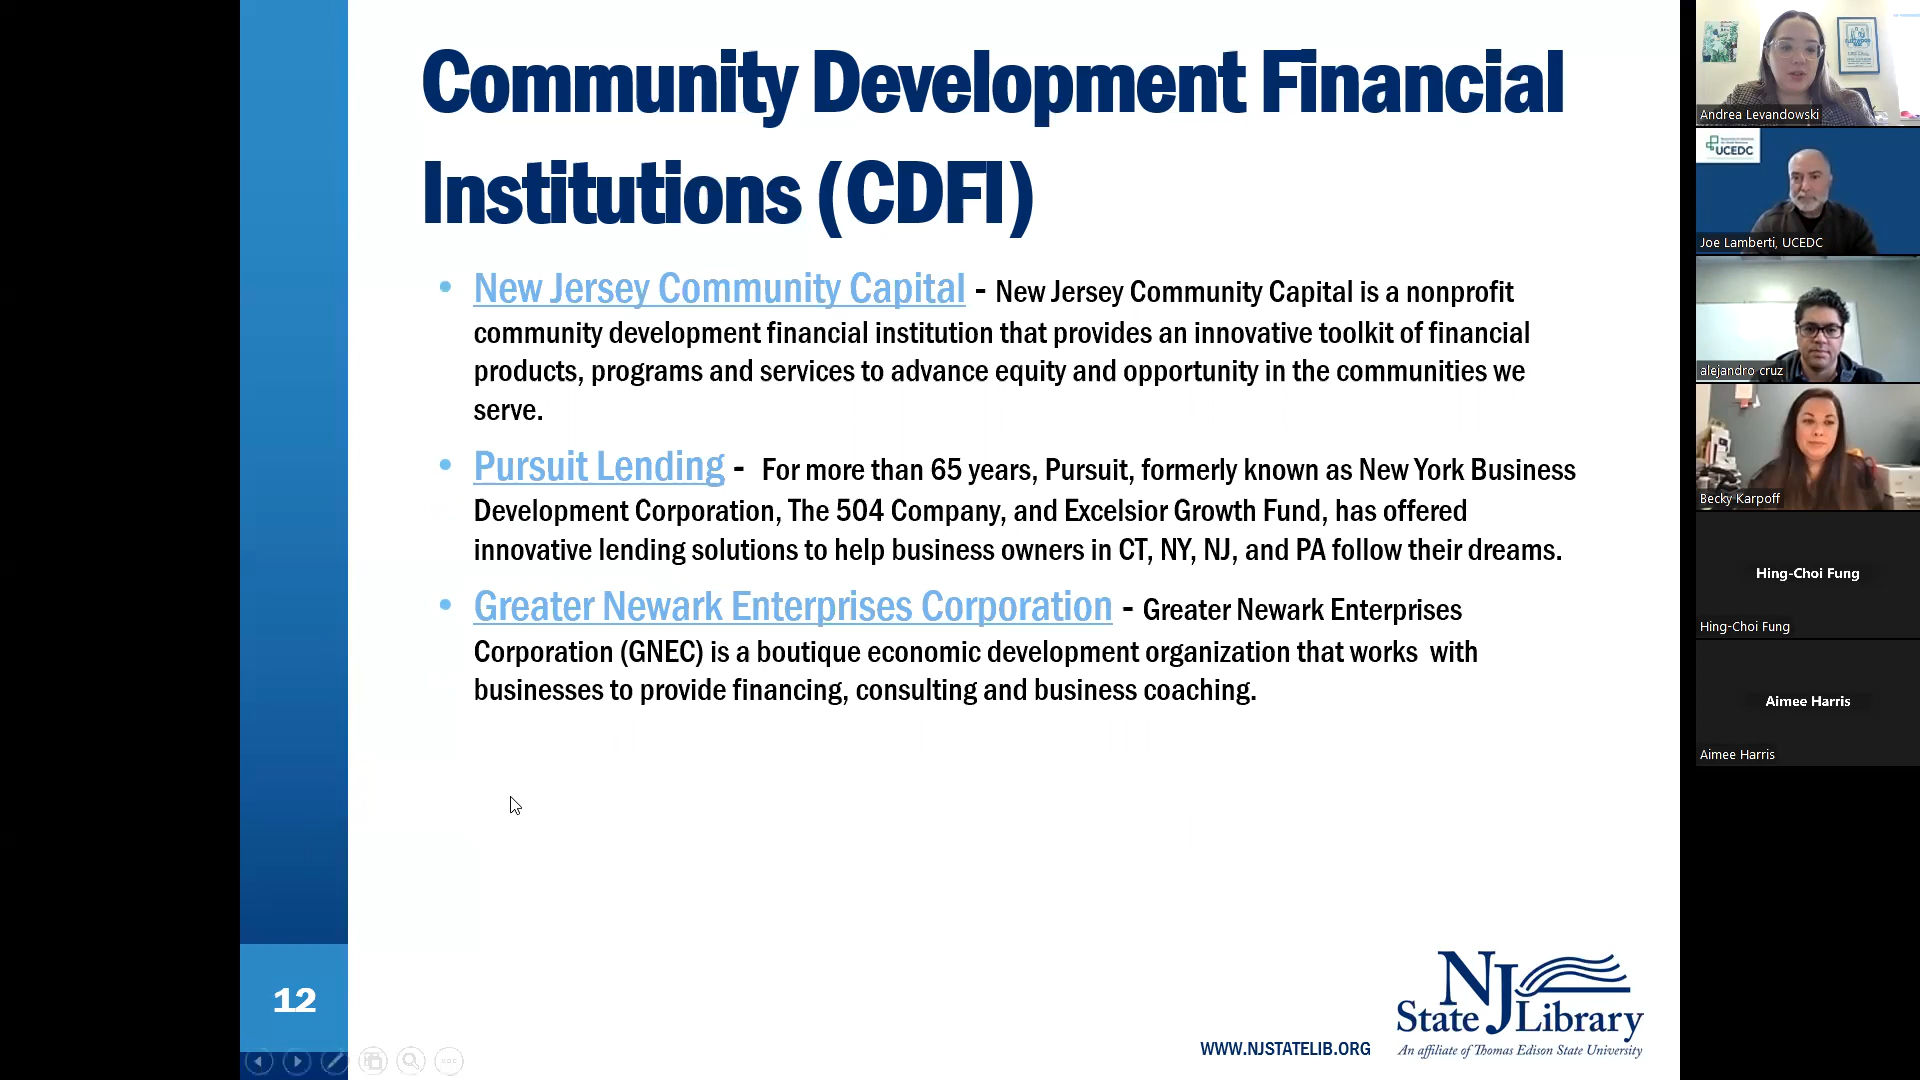 Community Development Financial
Institutions (CDFI)
• New Jersey Community Capital - New Jersey Community Capital is a nonprofit
community development financial institution that provides an innovative toolkit of financial
products, programs and services to advance equity and opportunity in the communities we
serve.
• Pursuit Lending - For more than 65 years, Pursuit, formerly known as New York Business
Development Corporation, The 504 Company, and Excelsior Growth Fund, has offered
innovative lending solutions to help business owners in CT, NY, NJ, and PA follow their dreams.
• Greater Newark Enterprises Corporation - Greater Newark Enterprises
Corporation (GNEC) is a boutique economic development organization that works with
businesses to provide financing, consulting and business coaching.
12
WWW.NJSTATELIB.ORG
NJ
State Library
An affiliate of Thomas Edison State University
Andrea Levandowski
UCEDC
Joe Lamberti, UCEDC
alejandro cruz
Becky Karpoff
Hing-Choi Fung
Hing-Choi Fung
Aimee Harris
Aimee Harris